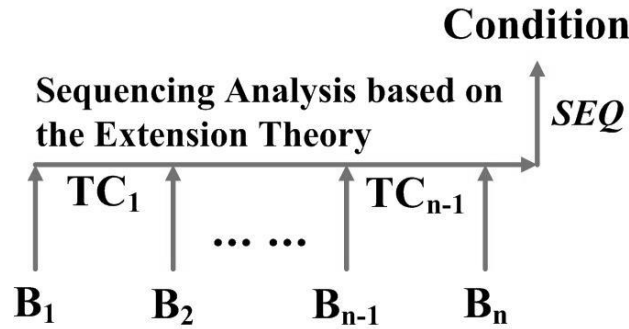 Condition
Sequencing Analysis based on
the Extension Theory
SEQ
TC₁
TCₙ₋₁
... ...
B₁
B₂
Bₙ₋₁
Bₙ